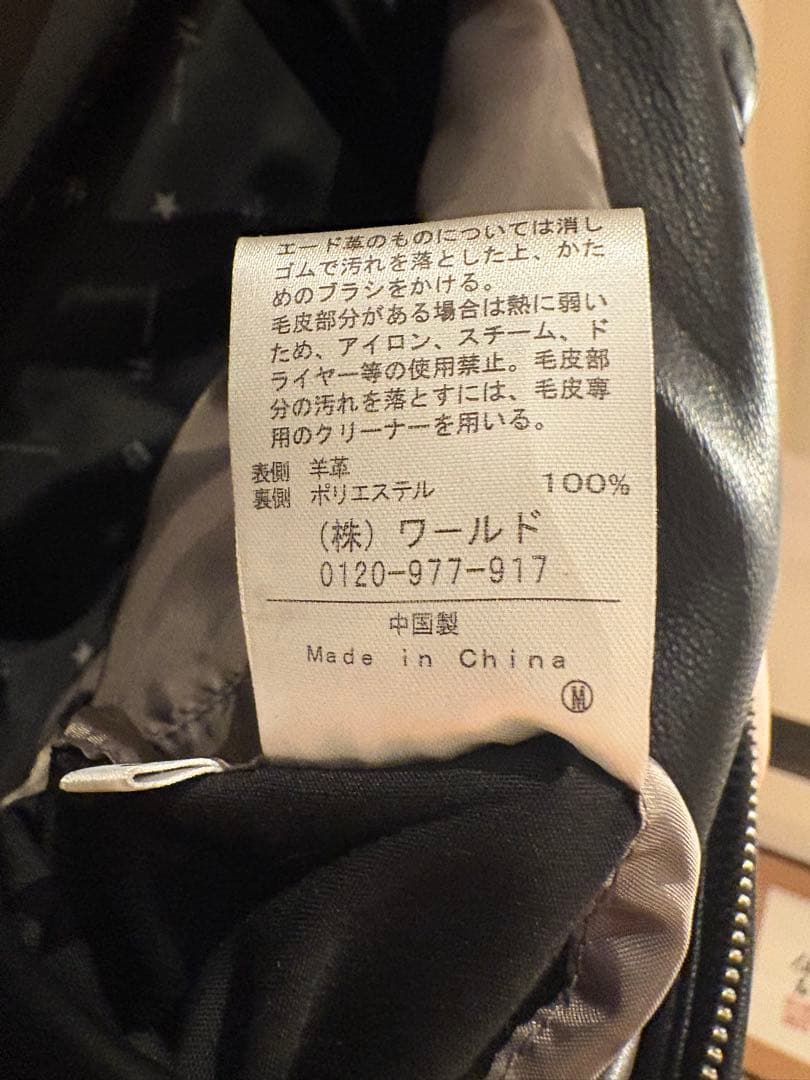 エード革のものについては消し
ゴムで汚れを落とした上、かた
めのブラシをかける。
毛皮部分がある場合は熱に弱い
ため、アイロン、スチーム、ド
ライヤー等の使用禁止。毛皮部
分の汚れを落とすには、毛皮専
用のクリーナーを用いる。
表側 羊革
裏側 ポリエステル 100%
(株) ワールド
0120-977-917
中国製
Made in China
Ⓜ